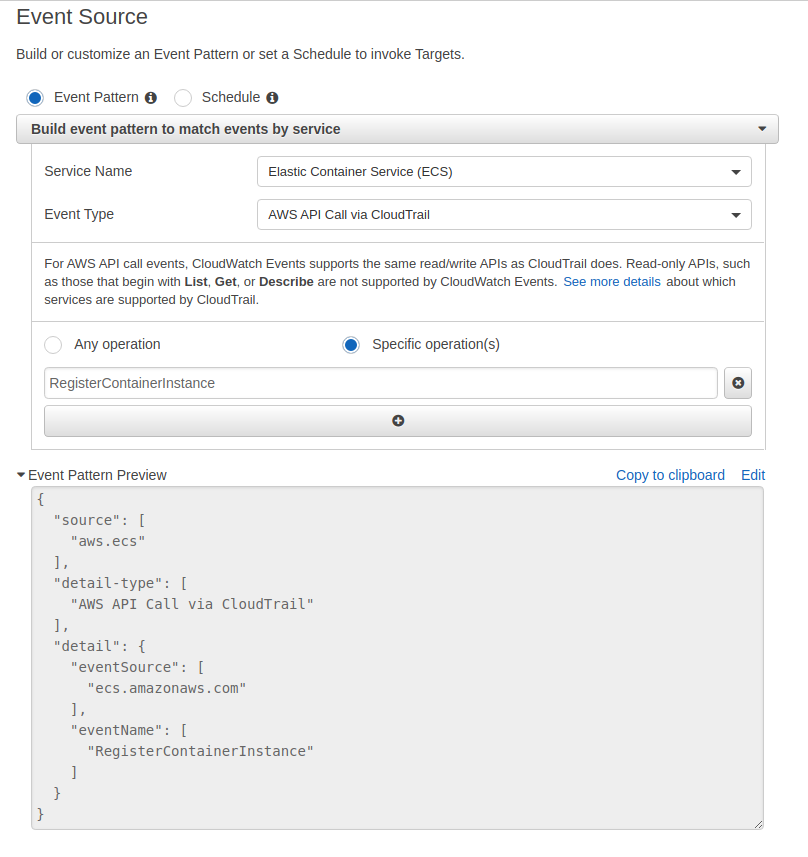 Event Source
Build or customize an Event Pattern or set a Schedule to invoke Targets.
Event Pattern Schedule
Build event pattern to match events by service
Service Name Elastic Container Service (ECS)
Event Type AWS API Call via CloudTrail
For AWS API call events, CloudWatch Events supports the same read/write APIs as CloudTrail does. Read-only APIs, such
as those that begin with List, Get, or Describe are not supported by CloudWatch Events. See more details about which
services are supported by CloudTrail.
Any operation Specific operation(s)
RegisterContainerInstance
Event Pattern Preview Copy to clipboard Edit
{
  "source": [
    "aws.ecs"
  ],
  "detail-type": [
    "AWS API Call via CloudTrail"
  ],
  "detail": {
    "eventSource": [
      "ecs.amazonaws.com"
    ],
    "eventName": [
      "RegisterContainerInstance"
    ]
  }
}